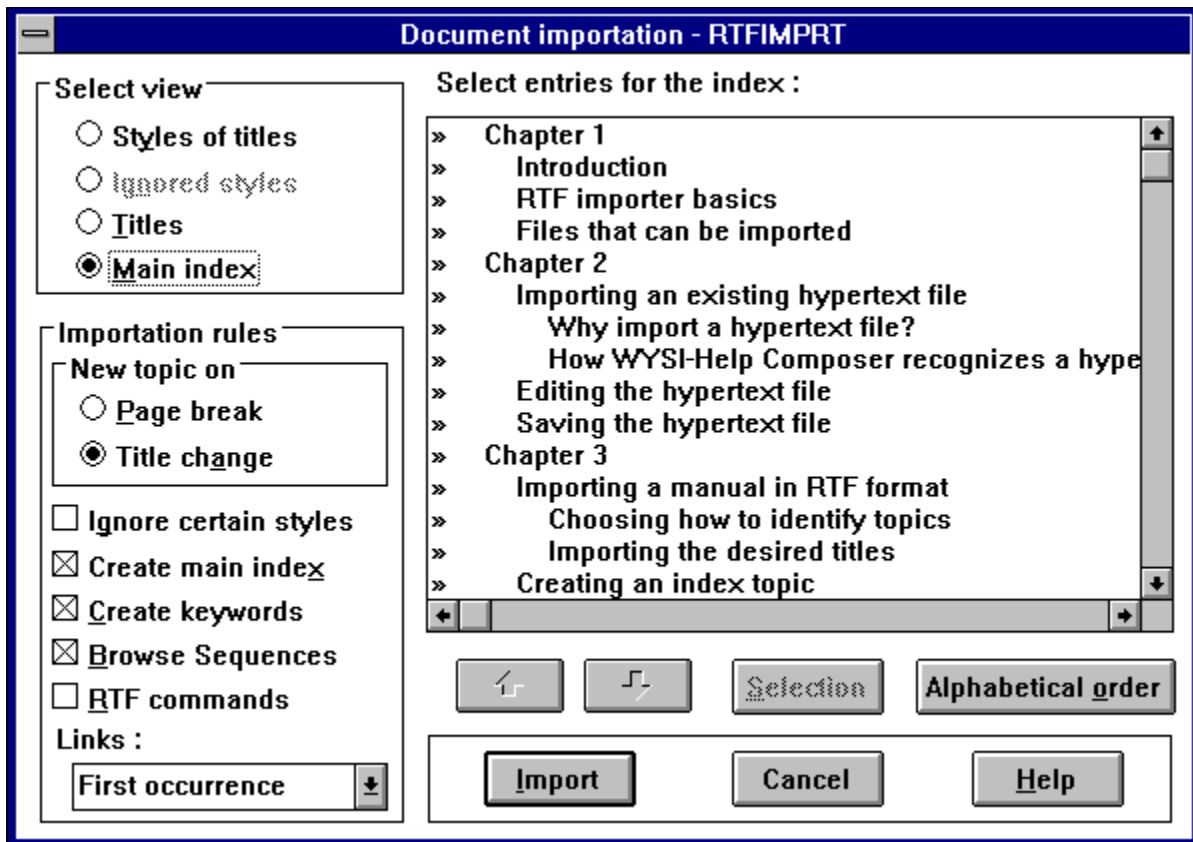 Document importation - RTFIMPRT
Select view
Styles of titles
Ignored styles
Titles
Main index
Importation rules
New topic on
Page break
Title change
Ignore certain styles
Create main index
Create keywords
Browse Sequences
RTF commands
Links :
First occurrence
Select entries for the index :
» Chapter 1
» Introduction
» RTF importer basics
» Files that can be imported
» Chapter 2
» Importing an existing hypertext file
» Why import a hypertext file?
» How WYSI-Help Composer recognizes a hype
» Editing the hypertext file
» Saving the hypertext file
» Chapter 3
» Importing a manual in RTF format
» Choosing how to identify topics
» Importing the desired titles
» Creating an index topic
Selection
Alphabetical order
Import
Cancel
Help